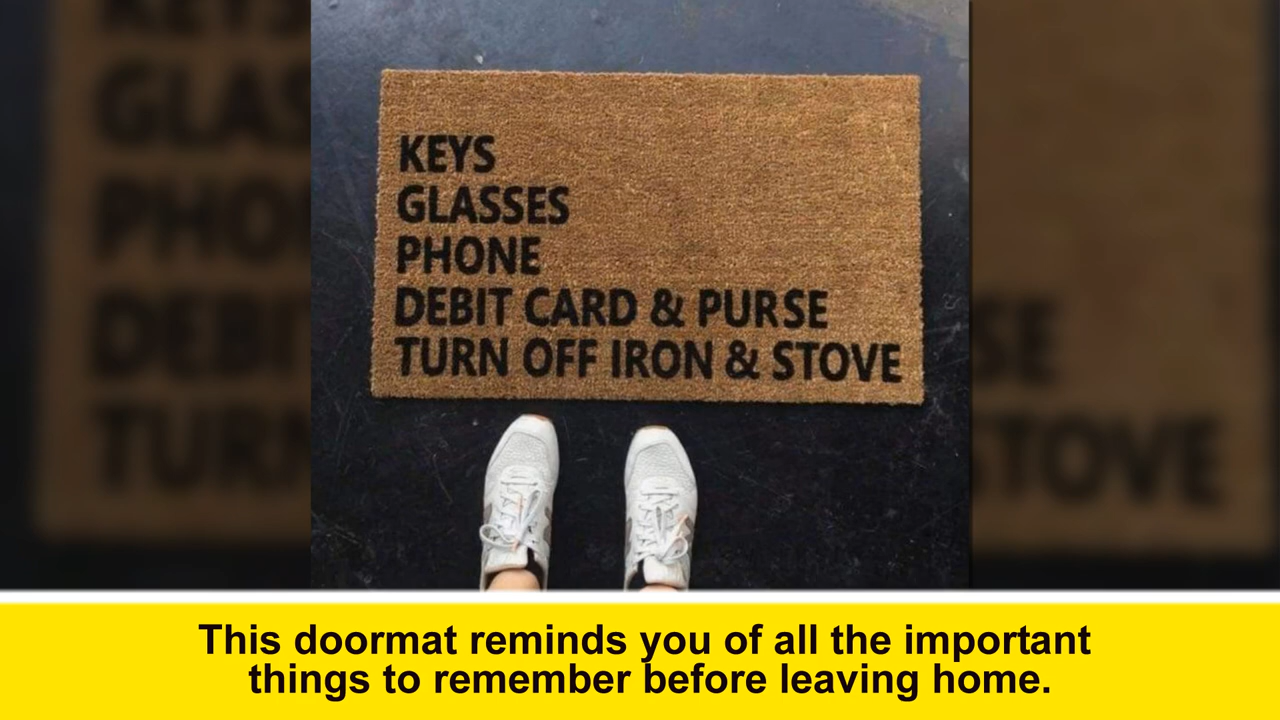 KEYS
GLASSES
PHONE
DEBIT CARD & PURSE
TURN OFF IRON & STOVE
This doormat reminds you of all the important
things to remember before leaving home.